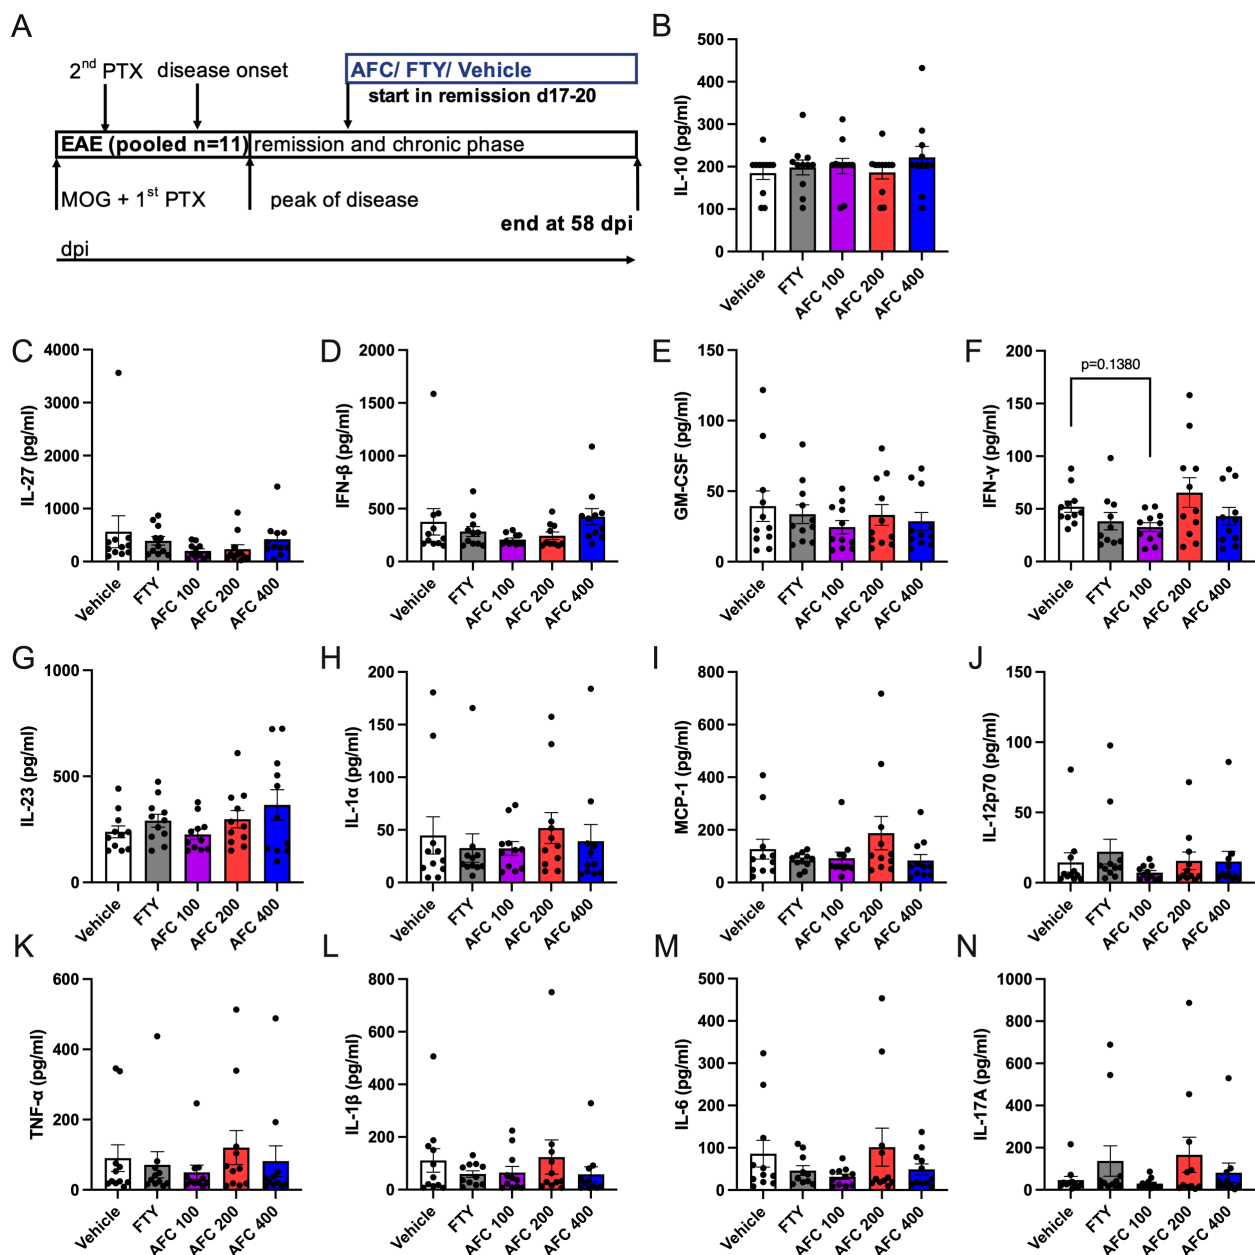 A
2nd PTX disease onset
AFC/ FTY/ Vehicle
start in remission d17-20
EAE (pooled n=11) remission and chronic phase
MOG + 1st PTX
peak of disease
end at 58 dpi
dpi
B
IL-10 (pg/ml)
500
400
300
200
100
0
Vehicle
FTY
AFC 100
AFC 200
AFC 400
C
IL-27 (pg/ml)
4000
3000
2000
1000
0
Vehicle
FTY
AFC 100
AFC 200
AFC 400
D
IFN-β (pg/ml)
2000
1500
1000
500
0
Vehicle
FTY
AFC 100
AFC 200
AFC 400
E
GM-CSF (pg/ml)
150
100
50
0
Vehicle
FTY
AFC 100
AFC 200
AFC 400
F
IFN-γ (pg/ml)
200
150
100
50
0
p=0.1380
Vehicle
FTY
AFC 100
AFC 200
AFC 400
G
IL-23 (pg/ml)
1000
500
0
Vehicle
FTY
AFC 100
AFC 200
AFC 400
H
IL-1α (pg/ml)
200
150
100
50
0
Vehicle
FTY
AFC 100
AFC 200
AFC 400
I
MCP-1 (pg/ml)
800
600
400
200
0
Vehicle
FTY
AFC 100
AFC 200
AFC 400
J
IL-12p70 (pg/ml)
150
100
50
0
Vehicle
FTY
AFC 100
AFC 200
AFC 400
K
TNF-α (pg/ml)
600
400
200
0
Vehicle
FTY
AFC 100
AFC 200
AFC 400
L
IL-1β (pg/ml)
800
600
400
200
0
Vehicle
FTY
AFC 100
AFC 200
AFC 400
M
IL-6 (pg/ml)
500
400
300
200
100
0
Vehicle
FTY
AFC 100
AFC 200
AFC 400
N
IL-17A (pg/ml)
1000
800
600
400
200
0
Vehicle
FTY
AFC 100
AFC 200
AFC 400